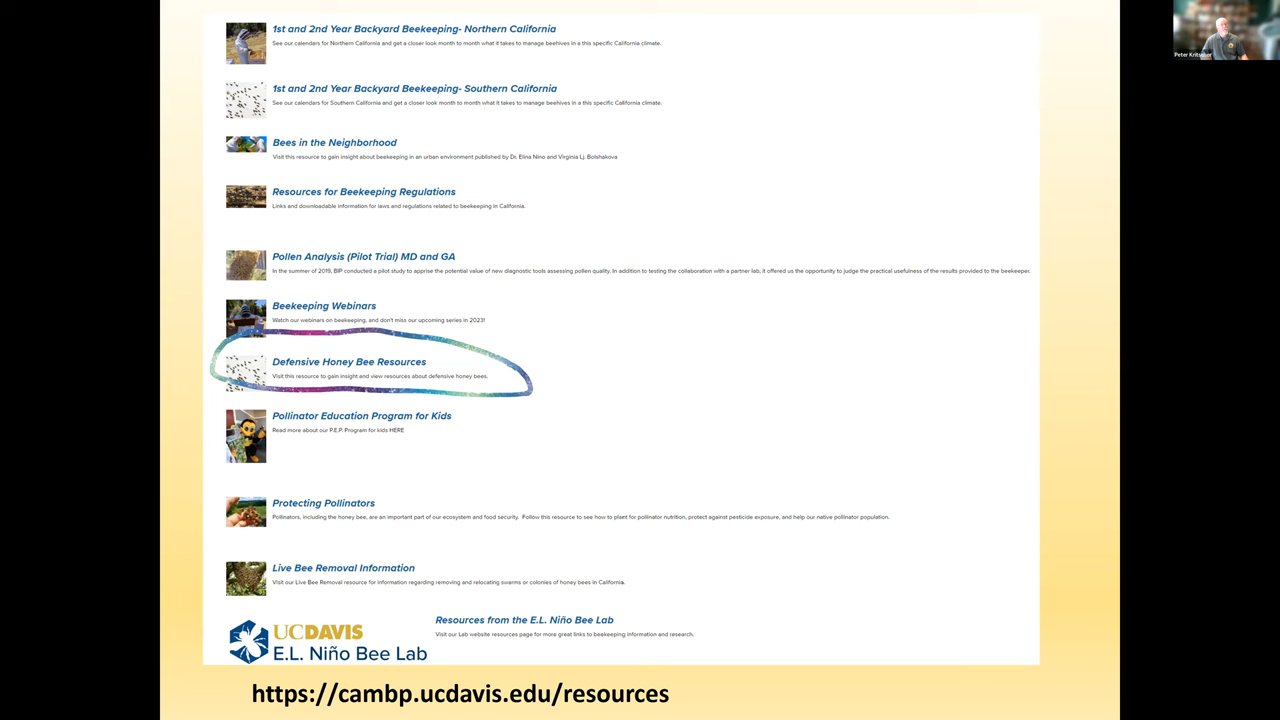 1st and 2nd Year Backyard Beekeeping- Northern California
See our calendars for Northern California and get a closer look month to month what it takes to manage beehives in a this specific California climate.
Peter Kritscher
1st and 2nd Year Backyard Beekeeping- Southern California
See our calendars for Southern California and get a closer look month to month what it takes to manage beehives in a this specific California climate.
Bees in the Neighborhood
Visit this resource to gain insight about beekeeping in an urban environment published by Dr. Elina Nino and Virginia Lj. Bolshakova
Resources for Beekeeping Regulations
Links and downloadable information for laws and regulations related to beekeeping in California.
Pollen Analysis (Pilot Trial) MD and GA
In the summer of 2019, BIP conducted a pilot study to apprise the potential value of new diagnostic tools assessing pollen quality. In addition to testing the collaboration with a partner lab, it offered us the opportunity to judge the practical usefulness of the results provided to the beekeeper.
Beekeeping Webinars
Watch our webinars on beekeeping, and don't miss our upcoming series in 2023!
Defensive Honey Bee Resources
Visit this resource to gain insight and view resources about defensive honey bees.
Pollinator Education Program for Kids
Read more about our P.E.P. Program for kids HERE
Protecting Pollinators
Pollinators, including the honey bee, are an important part of our ecosystem and food security. Follow this resource to see how to plant for pollinator nutrition, protect against pesticide exposure, and help our native pollinator population.
Live Bee Removal Information
Visit our Live Bee Removal resource for information regarding removing and relocating swarms or colonies of honey bees in California.
Resources from the E.L. Niño Bee Lab
Visit our Lab website resources page for more great links to beekeeping information and research.
UCDAVIS
E.L. Niño Bee Lab
https://cambp.ucdavis.edu/resources